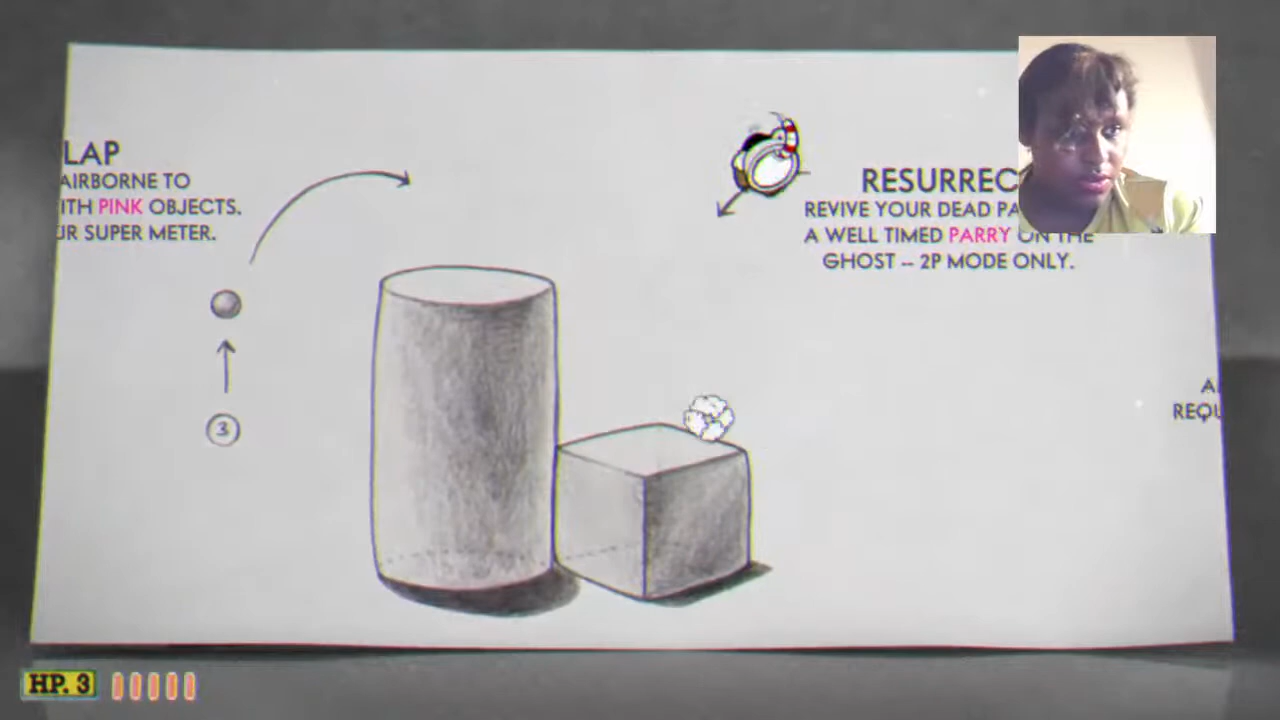 LAP
AIRBORNE TO
ITH PINK OBJECTS.
UR SUPER METER.
3
RESURREC
REVIVE YOUR DEAD PA
A WELL TIMED PARRY ON THE
GHOST -- 2P MODE ONLY.
A
REQU
HP. 3